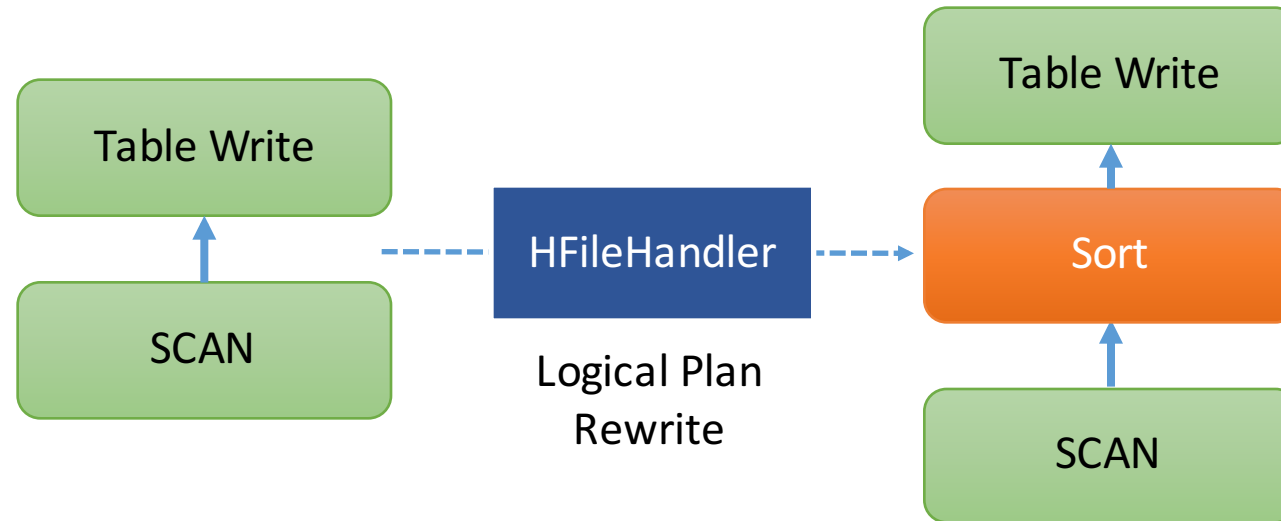 Table Write
SCAN
HFileHandler
Logical Plan
Rewrite
Table Write
Sort
SCAN